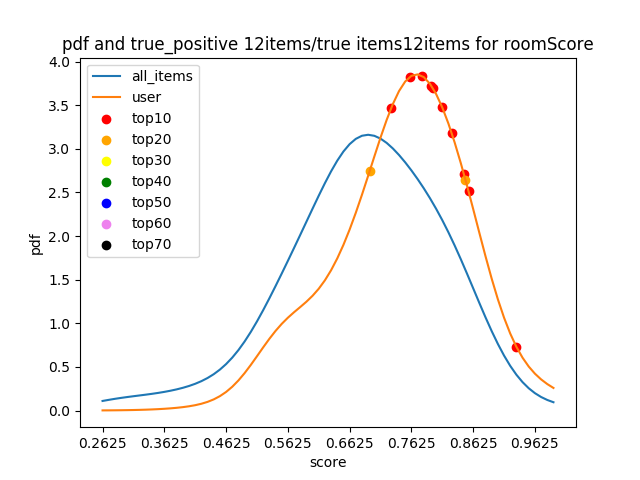 pdf and true_positive 12items/true items12items for roomScore
all_items
user
top10
top20
top30
top40
top50
top60
top70
4.0
3.5
3.0
2.5
2.0
1.5
1.0
0.5
0.0
pdf
0.2625 0.3625 0.4625 0.5625 0.6625 0.7625 0.8625 0.9625
score